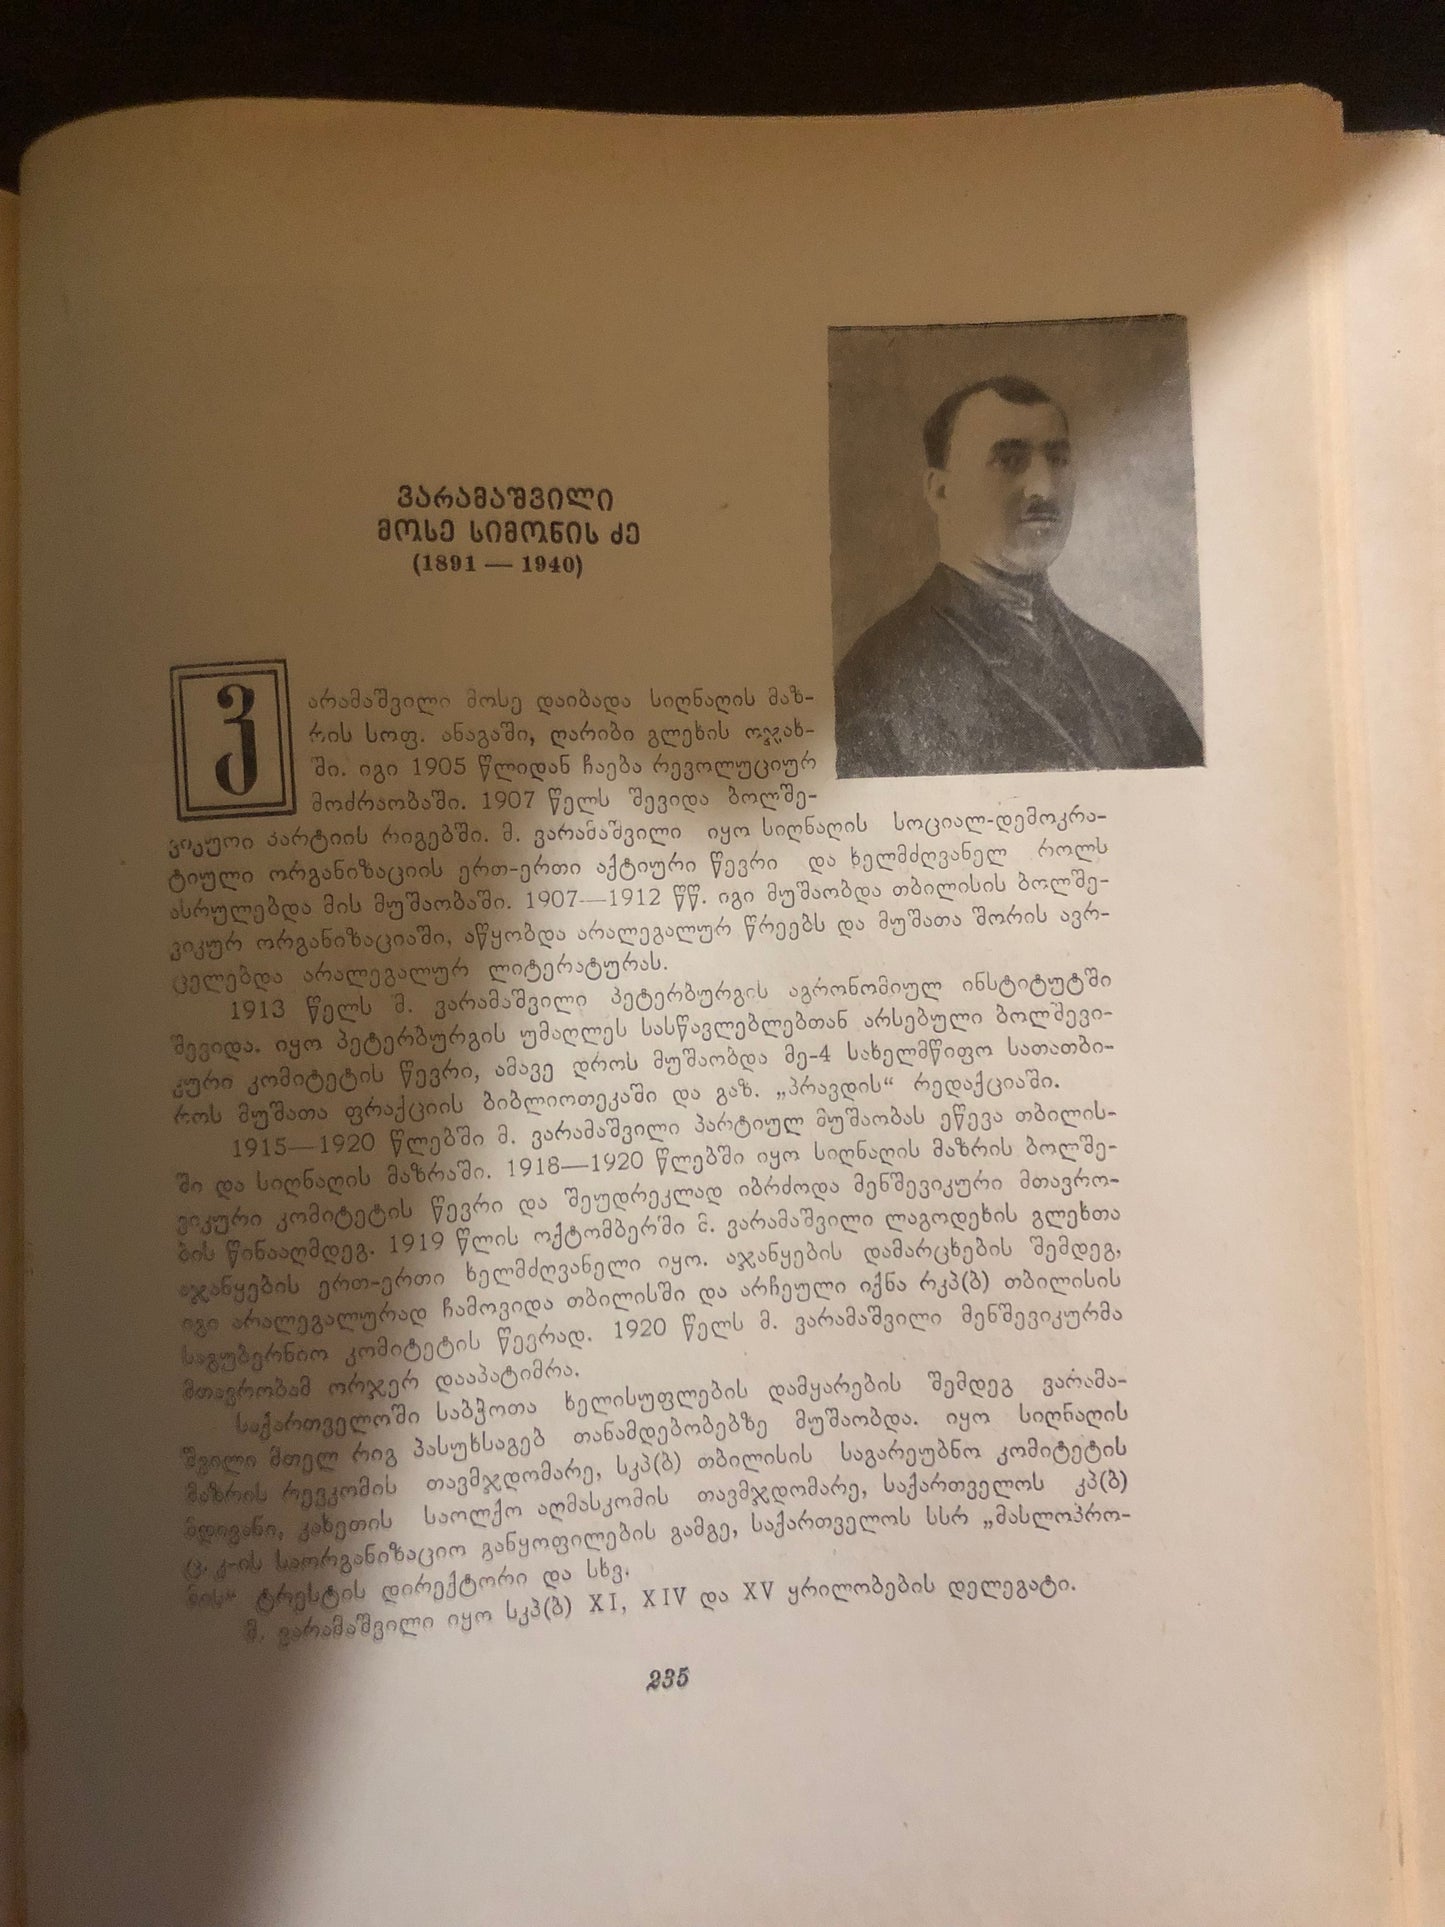 ვარამაშვილი
მოსე სიმონის ძე
(1891 — 1940)
ვარამაშვილი მოსე დაიბადა სიღნაღის მაზ-
რის სოფ. ანაგაში, ღარიბი გლეხის ოჯახ-
ში. იგი 1905 წლიდან ჩაება რევოლუციურ
მოძრაობაში. 1907 წელს შევიდა ბოლშე-
ვიკური პარტიის რიგებში. მ. ვარამაშვილი იყო სიღნაღის სოციალ-დემოკრა-
ტიული ორგანიზაციის ერთ-ერთი აქტიური წევრი და ხელმძღვანელ როლს
ასრულებდა მის მუშაობაში. 1907—1912 წწ. იგი მუშაობდა თბილისის ბოლშე-
ვიკურ ორგანიზაციაში, აწყობდა არალეგალურ წრეებს და მუშათა შორის ავრ-
ცელებდა არალეგალურ ლიტერატურას.
1913 წელს მ. ვარამაშვილი პეტერბურგის აგრონომიულ ინსტიტუტში
შევიდა. იყო პეტერბურგის უმაღლეს სასწავლებლებთან არსებული ბოლშევი-
კური კომიტეტის წევრი, ამავე დროს მუშაობდა მე-4 სახელმწიფო სათათბი-
როს მუშათა ფრაქციის ბიბლიოთეკაში და გაზ. „პრავდის“ რედაქციაში.
1915—1920 წლებში მ. ვარამაშვილი პარტიულ მუშაობას ეწევა თბილის-
ში და სიღნაღის მაზრაში. 1918—1920 წლებში იყო სიღნაღის მაზრის ბოლშე-
ვიკური კომიტეტის წევრი და შეუდრეკლად იბრძოდა მენშევიკური მთავრო-
ბის წინააღმდეგ. 1919 წლის ოქტომბერში მ. ვარამაშვილი ლაგოდეხის გლეხთა
აჯანყების ერთ-ერთი ხელმძღვანელი იყო. აჯანყების დამარცხების შემდეგ,
იგი არალეგალურად ჩამოვიდა თბილისში და არჩეული იქნა რკპ(ბ) თბილისის
საგუბერნიო კომიტეტის წევრად. 1920 წელს მ. ვარამაშვილი მენშევიკურმა
მთავრობამ ორჯერ დააპატიმრა.
საქართველოში საბჭოთა ხელისუფლების დამყარების შემდეგ ვარამა-
შვილი მთელ რიგ პასუხსაგებ თანამდებობებზე მუშაობდა. იყო სიღნაღის
მაზრის რევკომის თავმჯდომარე, სკპ(ბ) თბილისის საგარეუბნო კომიტეტის
მდივანი, კახეთის საოლქო აღმასკომის თავმჯდომარე, საქართველოს კპ(ბ)
ც. კ-ის საორგანიზაციო განყოფილების გამგე, საქართველოს სსრ „მასლოპრო-
მის“ ტრესტის დირექტორი და სხვ.
მ. ვარამაშვილი იყო სკპ(ბ) XI, XIV და XV ყრილობების დელეგატი.
235